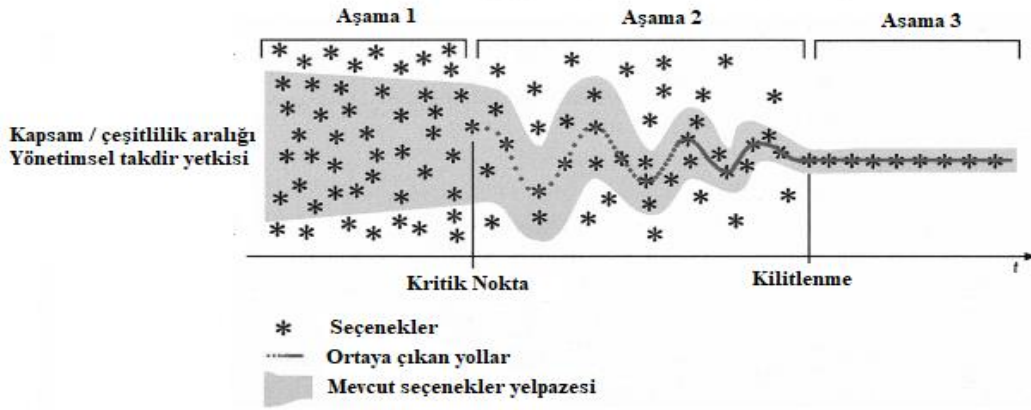 Aşama 1
Aşama 2
Aşama 3
Kapsam / çeşitlilik aralığı
Yönetimsel takdir yetkisi
t
Kritik Nokta
Kilitlenme
Seçenekler
Ortaya çıkan yollar
Mevcut seçenekler yelpazesi